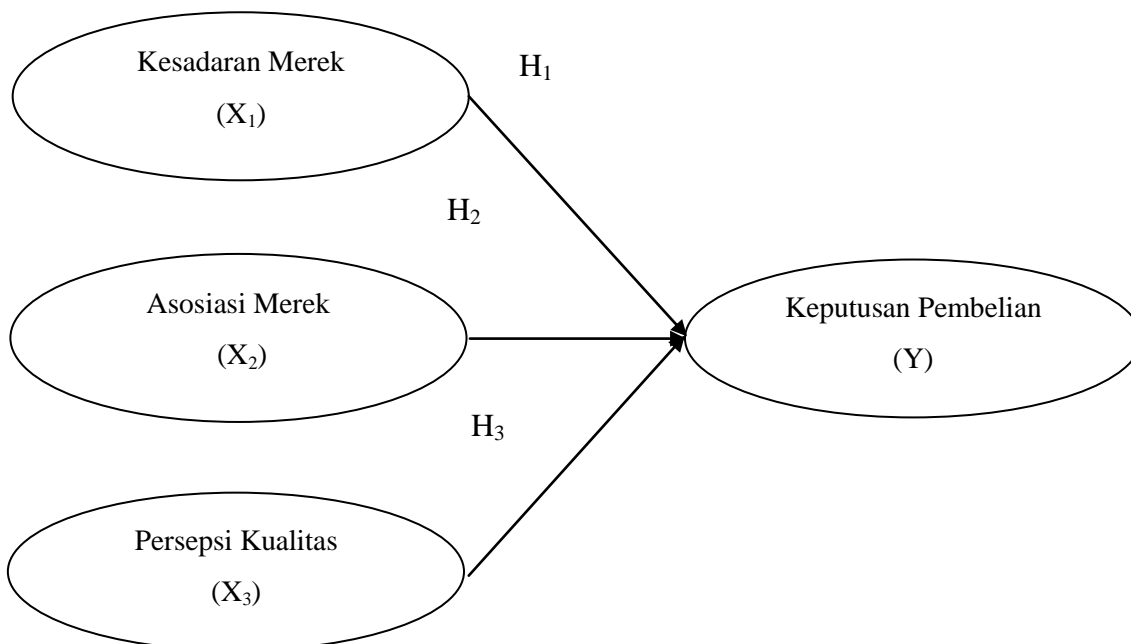 Kesadaran Merek
(X₁)
H₁
H₂
Asosiasi Merek
(X₂)
Keputusan Pembelian
(Y)
H₃
Persepsi Kualitas
(X₃)